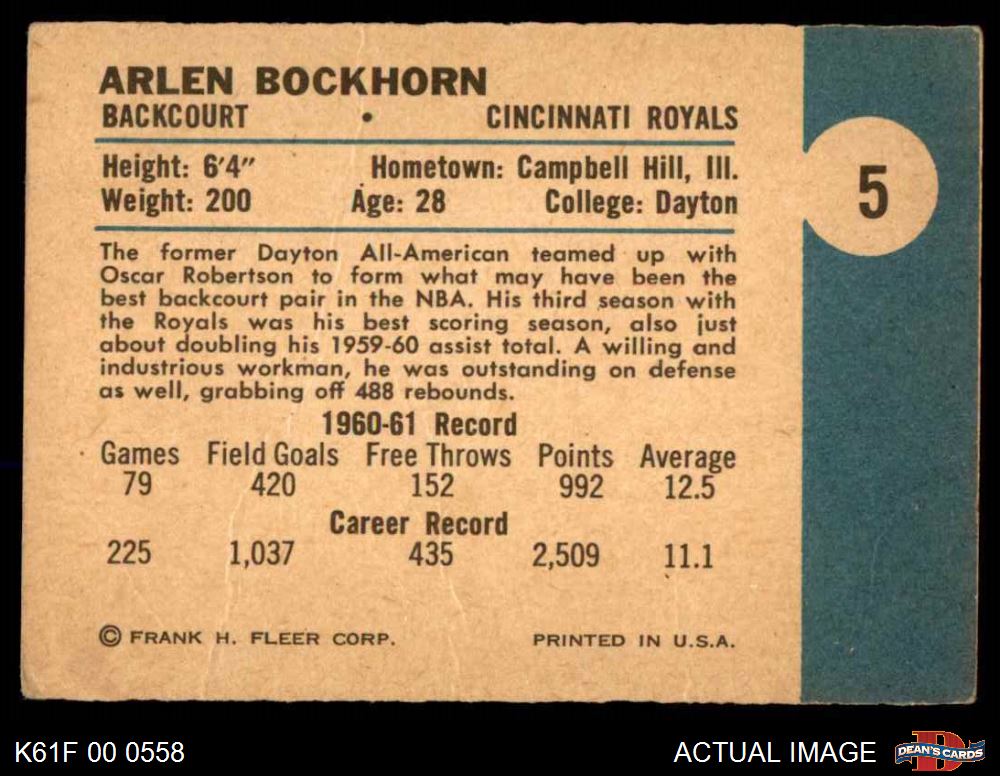 ARLEN BOCKHORN
BACKCOURT • CINCINNATI ROYALS
Height: 6'4" Hometown: Campbell Hill, Ill.
Weight: 200 Age: 28 College: Dayton
5
The former Dayton All-American teamed up with
Oscar Robertson to form what may have been the
best backcourt pair in the NBA. His third season with
the Royals was his best scoring season, also just
about doubling his 1959-60 assist total. A willing and
industrious workman, he was outstanding on defense
as well, grabbing off 488 rebounds.
1960-61 Record
Games Field Goals Free Throws Points Average
79 420 152 992 12.5
Career Record
225 1,037 435 2,509 11.1
© FRANK H. FLEER CORP. PRINTED IN U.S.A.
K61F 00 0558 ACTUAL IMAGE D DEAN'S CARDS